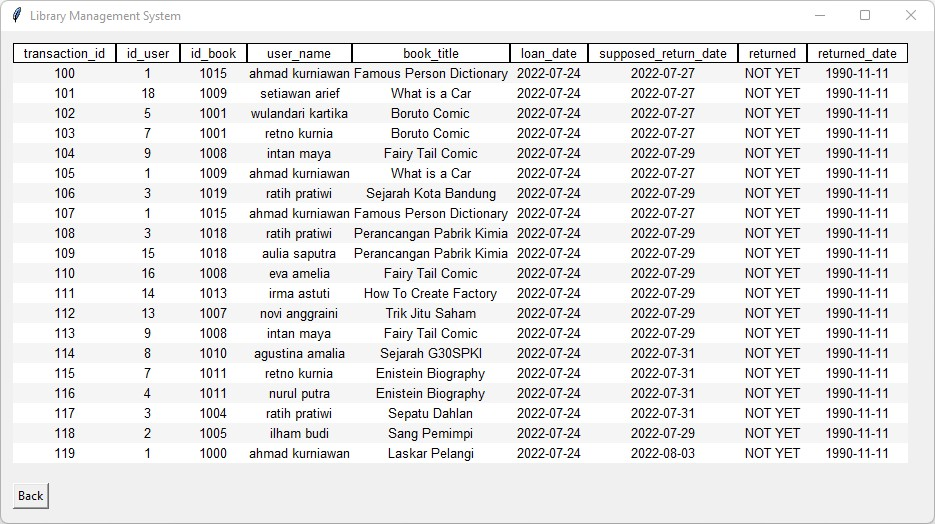 Library Management System
transaction_id id_user id_book user_name book_title loan_date supposed_return_date returned returned_date
100 1 1015 ahmad kurniawan Famous Person Dictionary 2022-07-24 2022-07-27 NOT YET 1990-11-11
101 18 1009 setiawan arief What is a Car 2022-07-24 2022-07-27 NOT YET 1990-11-11
102 5 1001 wulandari kartika Boruto Comic 2022-07-24 2022-07-27 NOT YET 1990-11-11
103 7 1001 retno kurnia Boruto Comic 2022-07-24 2022-07-27 NOT YET 1990-11-11
104 9 1008 intan maya Fairy Tail Comic 2022-07-24 2022-07-29 NOT YET 1990-11-11
105 1 1009 ahmad kurniawan What is a Car 2022-07-24 2022-07-29 NOT YET 1990-11-11
106 3 1019 ratih pratiwi Sejarah Kota Bandung 2022-07-24 2022-07-29 NOT YET 1990-11-11
107 1 1015 ahmad kurniawan Famous Person Dictionary 2022-07-24 2022-07-29 NOT YET 1990-11-11
108 3 1018 ratih pratiwi Perancangan Pabrik Kimia 2022-07-24 2022-07-29 NOT YET 1990-11-11
109 15 1018 aulia saputra Perancangan Pabrik Kimia 2022-07-24 2022-07-29 NOT YET 1990-11-11
110 16 1008 eva amelia Fairy Tail Comic 2022-07-24 2022-07-29 NOT YET 1990-11-11
111 14 1013 irma astuti How To Create Factory 2022-07-24 2022-07-29 NOT YET 1990-11-11
112 13 1007 novi anggraini Trik Jitu Saham 2022-07-24 2022-07-29 NOT YET 1990-11-11
113 9 1008 intan maya Fairy Tail Comic 2022-07-24 2022-07-29 NOT YET 1990-11-11
114 8 1010 agustina amalia Sejarah G30SPKI 2022-07-24 2022-07-31 NOT YET 1990-11-11
115 7 1011 retno kurnia Enistein Biography 2022-07-24 2022-07-31 NOT YET 1990-11-11
116 4 1011 nurul putra Enistein Biography 2022-07-24 2022-07-31 NOT YET 1990-11-11
117 3 1004 ratih pratiwi Sepatu Dahlan 2022-07-24 2022-07-31 NOT YET 1990-11-11
118 2 1005 ilham budi Sang Pemimpi 2022-07-24 2022-07-29 NOT YET 1990-11-11
119 1 1000 ahmad kurniawan Laskar Pelangi 2022-07-24 2022-08-03 NOT YET 1990-11-11
Back